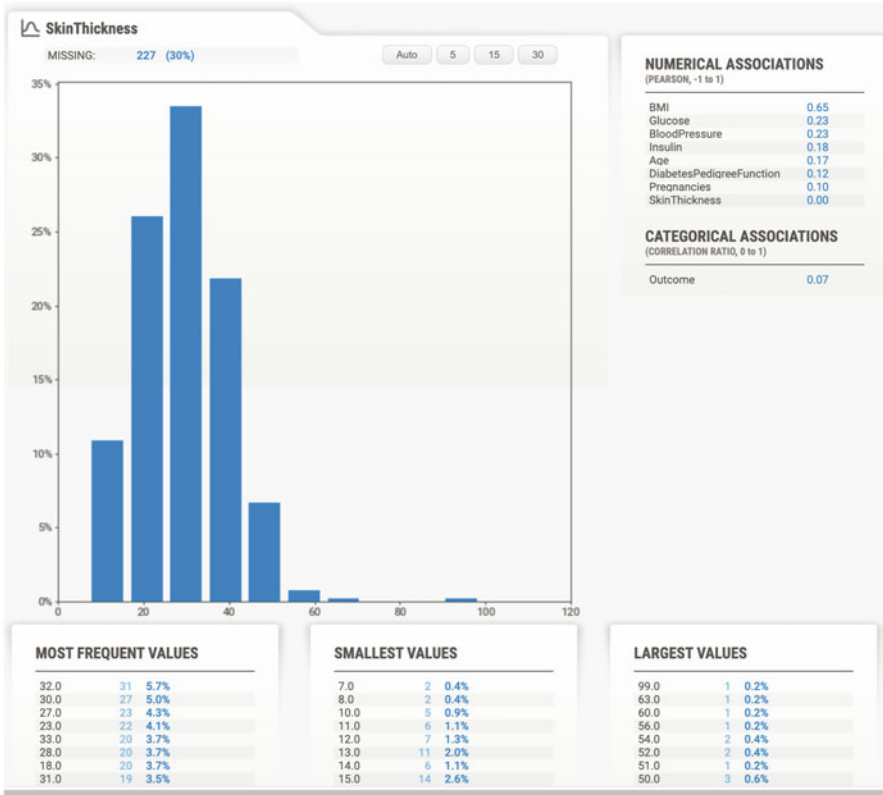 SkinThickness
MISSING: 227 (30%)
Auto 5 15 30
35%
30%
25%
20%
15%
10%
5%
0%
0 20 40 60 80 100 120
NUMERICAL ASSOCIATIONS
(PEARSON, -1 to 1)
BMI 0.65
Glucose 0.23
BloodPressure 0.23
Insulin 0.18
Age 0.17
DiabetesPedigreeFunction 0.12
Pregnancies 0.10
SkinThickness 0.00
CATEGORICAL ASSOCIATIONS
(CORRELATION RATIO, 0 to 1)
Outcome 0.07
MOST FREQUENT VALUES
32.0 31 5.7%
30.0 27 5.0%
27.0 23 4.3%
23.0 22 4.1%
33.0 20 3.7%
28.0 20 3.7%
18.0 20 3.7%
31.0 19 3.5%
SMALLEST VALUES
7.0 2 0.4%
8.0 2 0.4%
10.0 5 0.9%
11.0 6 1.1%
12.0 7 1.3%
13.0 11 2.0%
14.0 6 1.1%
15.0 14 2.6%
LARGEST VALUES
99.0 1 0.2%
63.0 1 0.2%
60.0 1 0.2%
56.0 1 0.2%
54.0 2 0.4%
52.0 2 0.4%
51.0 1 0.2%
50.0 3 0.6%